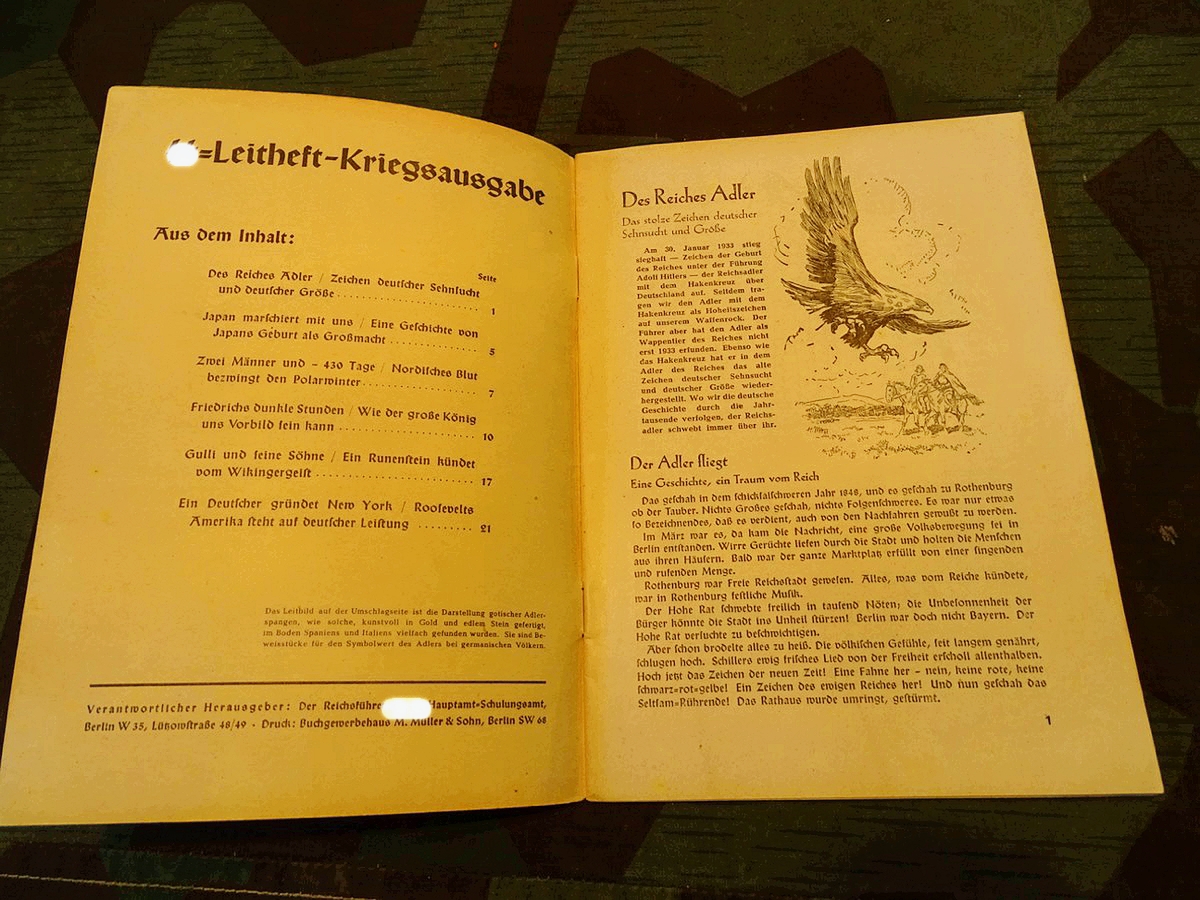 =Leitheft-Kriegsausgabe
Aus dem Inhalt:
Seite
Des Reiches Adler / Zeichen deutscher Sehnsucht
und deutscher Größe . . . . . . . . . . . . . . . . . . . . . 1
Japan marschiert mit uns / Eine Geschichte von
Japans Geburt als Großmacht . . . . . . . . . . . . . 5
Zwei Männer und – 430 Tage / Nordisches Blut
bezwingt den Polarwinter . . . . . . . . . . . . . . . . 7
Friedrichs dunkle Stunden / Wie der große König
uns Vorbild sein kann . . . . . . . . . . . . . . . . . . . 10
Gulli und seine Söhne / Ein Runenstein kündet
vom Wikingergeist . . . . . . . . . . . . . . . . . . . . . . 17
Ein Deutscher gründet New York / Roosevelts
Amerika steht auf deutscher Leistung . . . . . . . . . 21
Das Leitbild auf der Umschlagseite ist die Darstellung gotischer Adler-
spangen, wie solche, kunstvoll in Gold und edlem Stein gefertigt,
im Boden Spaniens und Italiens vielfach gefunden wurden. Sie sind Be-
weisstücke für den Symbolwert des Adlers bei germanischen Völkern.
Verantwortlicher Herausgeber: Der Reichsführe Hauptamt=Schulungsamt,
Berlin W 35, Lützowstraße 48/49 - Druck: Buchgewerbehaus M. Müller & Sohn, Berlin SW 68
Des Reiches Adler
Das stolze Zeichen deutscher
Sehnsucht und Größe
Am 30. Januar 1933 stieg
sieghaft — Zeichen der Geburt
des Reiches unter der Führung
Adolf Hitlers — der Reichsadler
mit dem Hakenkreuz über
Deutschland auf. Seitdem tra-
gen wir den Adler mit dem
Hakenkreuz als Hoheitszeichen
auf unserem Waffenrock. Der
Führer aber hat den Adler als
Wappentier des Reiches nicht
erst 1933 erfunden. Ebenso wie
das Hakenkreuz hat er in dem
Adler des Reiches das alte
Zeichen deutscher Sehnsucht
und deutscher Größe wieder-
hergestellt. Wo wir die deutsche
Geschichte durch die Jahr-
tausende verfolgen, der Reichs-
adler schwebt immer über ihr.
Der Adler fliegt
Eine Geschichte, ein Traum vom Reich
Das geschah in dem schicksalschweren Jahr 1848, und es geschah zu Rothenburg
ob der Tauber. Nichts Großes geschah, nichts Folgenschweres. Es war nur etwas
so Bezeichnendes, daß es verdient, auch von den Nachfahren gewußt zu werden.
Im März war es, da kam die Nachricht, eine große Volksbewegung sei in
Berlin entstanden. Wirre Gerüchte liefen durch die Stadt und holten die Menschen
aus ihren Häusern. Bald war der ganze Marktplatz erfüllt von einer singenden
und rufenden Menge.
Rothenburg war Freie Reichsstadt gewesen. Alles, was vom Reiche kündete,
war in Rothenburg festliche Musik.
Der Hohe Rat schwebte freilich in tausend Nöten; die Unbesonnenheit der
Bürger könnte die Stadt ins Unheil stürzen! Berlin war doch nicht Bayern. Der
Hohe Rat versuchte zu beschwichtigen.
Aber schon brodelte alles zu heiß. Die völkischen Gefühle, seit langem genährt,
schlugen hoch. Schillers ewig frisches Lied von der Freiheit erscholl allenthalben.
Hoch jetzt das Zeichen der neuen Zeit! Eine Fahne her – nein, keine rote, keine
schwarz=rot=gelbe! Ein Zeichen des ewigen Reiches her! Und nun geschah das
Seltsam=Rührende! Das Rathaus wurde umringt, gestürmt.
1